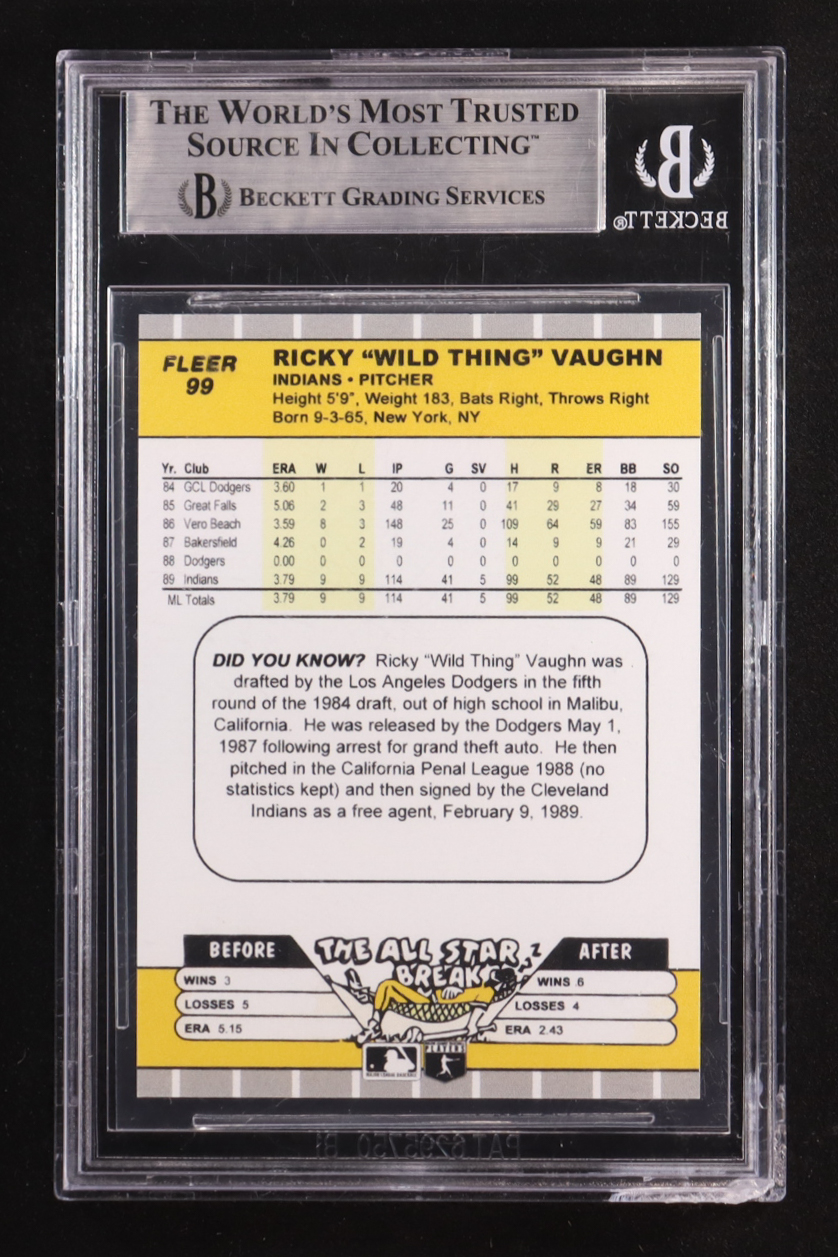 THE WORLD'S MOST TRUSTED
SOURCE IN COLLECTING™
B BECKETT GRADING SERVICES
B
BECKETT®
FLEER
99
RICKY “WILD THING” VAUGHN
INDIANS • PITCHER
Height 5'9", Weight 183, Bats Right, Throws Right
Born 9-3-65, New York, NY
Yr. Club ERA W L IP G SV H R ER BB SO
84 GCL Dodgers 3.60 1 1 20 4 0 17 9 8 18 30
85 Great Falls 5.06 2 3 48 11 0 41 29 27 34 59
86 Vero Beach 3.59 8 3 148 25 0 109 64 59 83 155
87 Bakersfield 4.26 0 2 19 4 0 14 9 9 21 29
88 Dodgers 0.00 0 0 0 0 0 0 0 0 0 0
89 Indians 3.79 9 9 114 41 5 99 52 48 89 129
ML Totals 3.79 9 9 114 41 5 99 52 48 89 129
DID YOU KNOW? Ricky “Wild Thing” Vaughn was
drafted by the Los Angeles Dodgers in the fifth
round of the 1984 draft, out of high school in Malibu,
California. He was released by the Dodgers May 1,
1987 following arrest for grand theft auto. He then
pitched in the California Penal League 1988 (no
statistics kept) and then signed by the Cleveland
Indians as a free agent, February 9, 1989.
BEFORE THE ALL STAR AFTER
BREAK
WINS 3 WINS 6
LOSSES 5 LOSSES 4
ERA 5.15 ERA 2.43
PLAYERS